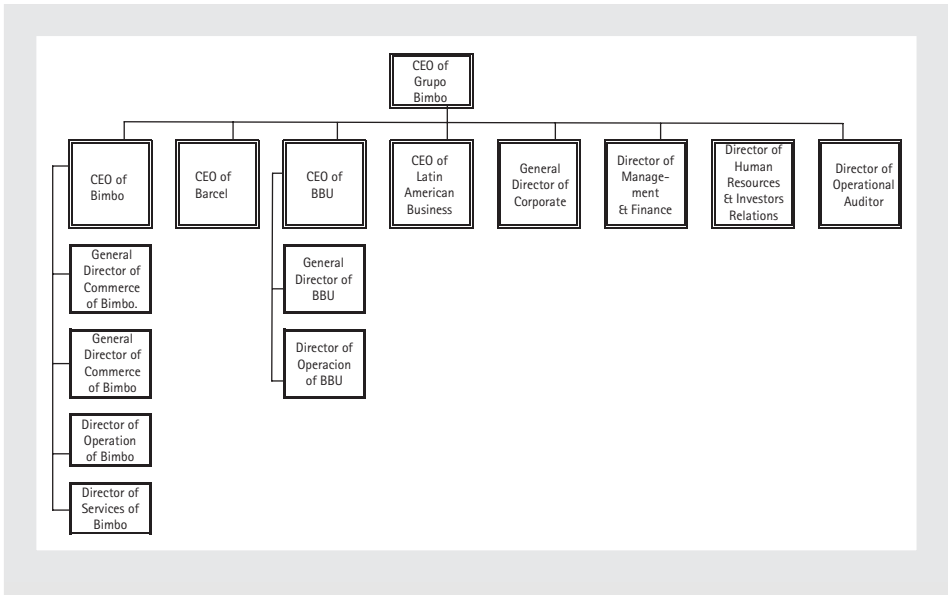 CEO of
Grupo
Bimbo
CEO of
Bimbo
CEO of
Barcel
CEO of
BBU
CEO of
Latin
American
Business
General
Director of
Corporate
Director of
Manage-
ment
& Finance
Director of
Human
Resources
& Investors
Relations
Director of
Operational
Auditor
General
Director of
Commerce
of Bimbo.
General
Director of
BBU
General
Director of
Commerce
of Bimbo
Director of
Operacion
of BBU
Director of
Operation
of Bimbo
Director of
Services of
Bimbo